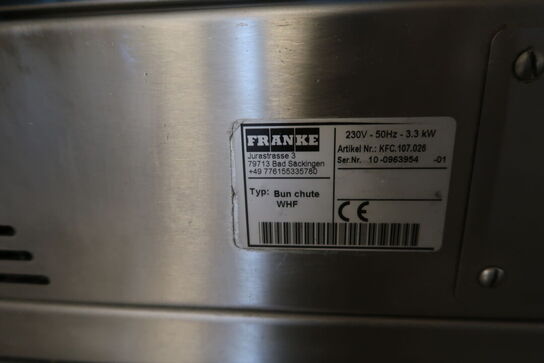 FRANKE
Jurastrasse 3
79713 Bad Säckingen
+49 776155335780
Typ: Bun chute
WHF
230V - 50Hz - 3.3 kW
Artikel Nr.: KFC.107.026
Ser.Nr. 10-0963954 -01
CE